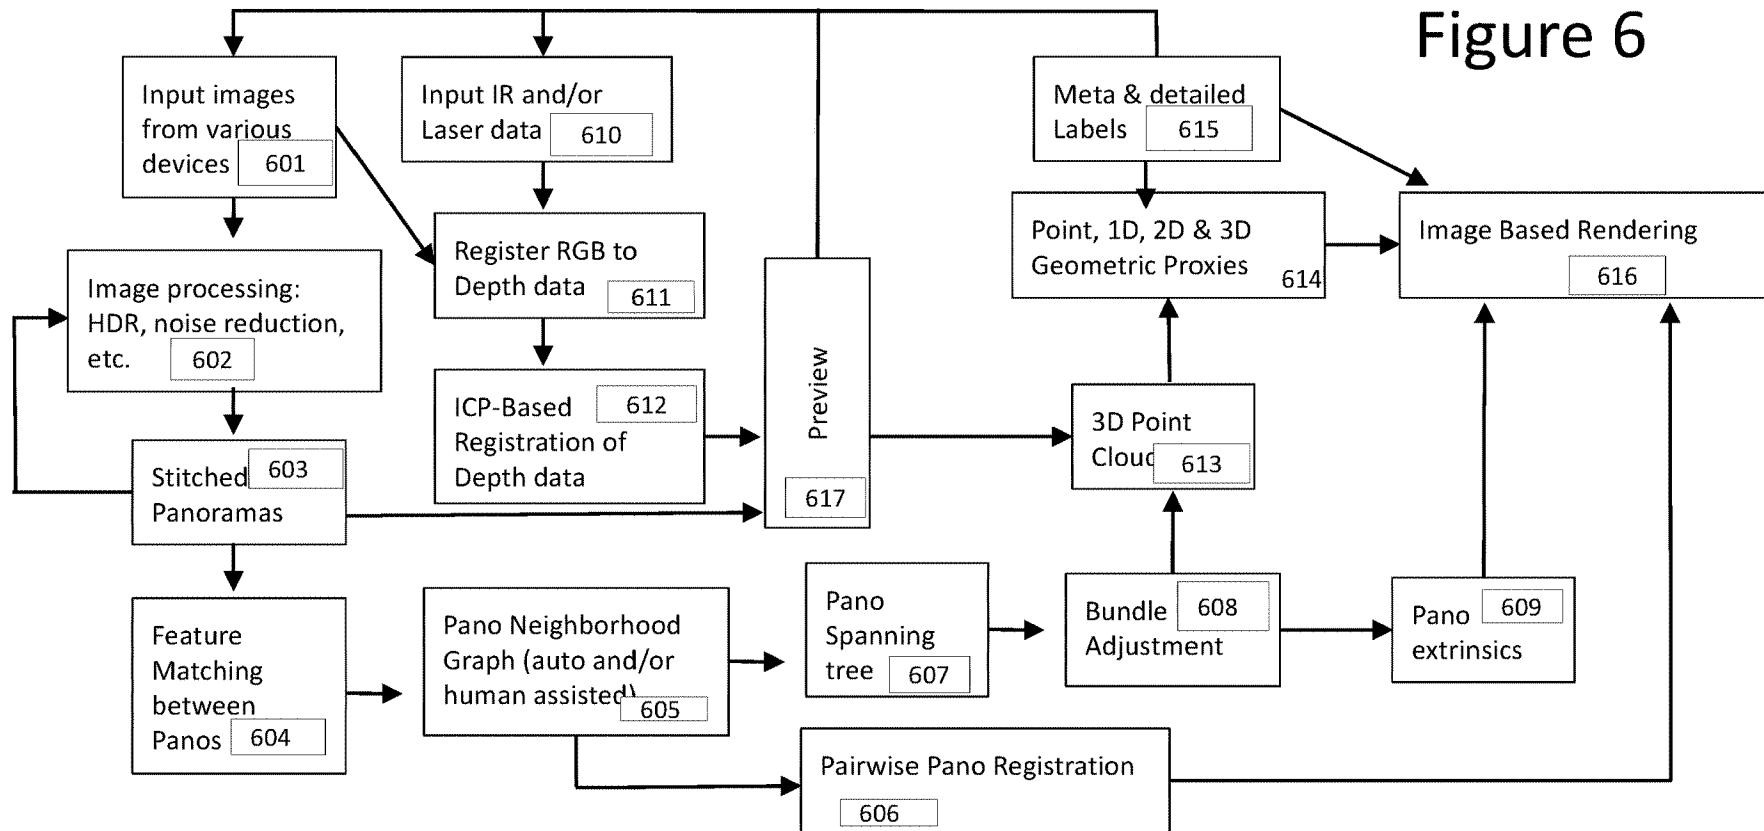 Figure 6
Input images
from various
devices 601
Input IR and/or
Laser data 610
Meta & detailed
Labels 615
Register RGB to
Depth data 611
Point, 1D, 2D & 3D
Geometric Proxies 614
Image Based Rendering
616
Image processing:
HDR, noise reduction,
etc. 602
ICP-Based 612
Registration of
Depth data
Preview
617
3D Point
Cloud 613
Stitched 603
Panoramas
Feature
Matching
between
Panos 604
Pano Neighborhood
Graph (auto and/or
human assisted) 605
Pano
Spanning
tree 607
Bundle 608
Adjustment
Pano 609
extrinsics
Pairwise Pano Registration
606